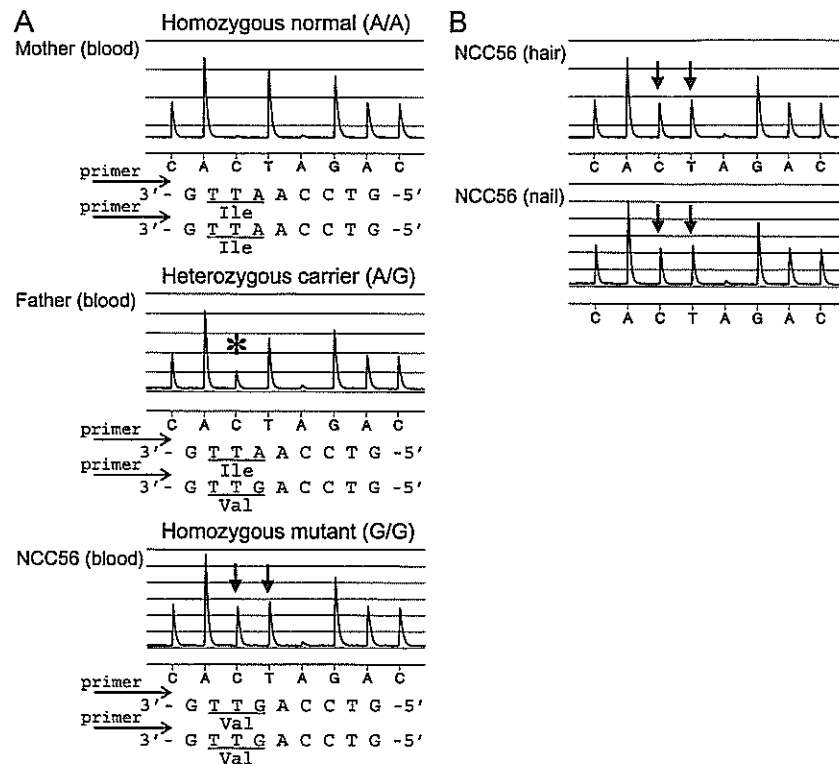 A
Homozygous normal (A/A)
Mother (blood)
C A C T A G A C
primer
3'- G T T A A C C T G -5'
Ile
primer
3'- G T T A A C C T G -5'
Ile
Heterozygous carrier (A/G)
Father (blood)
*
C A C T A G A C
primer
3'- G T T A A C C T G -5'
Ile
primer
3'- G T T G A C C T G -5'
Val
Homozygous mutant (G/G)
NCC56 (blood)
C A C T A G A C
primer
3'- G T T G A C C T G -5'
Val
primer
3'- G T T G A C C T G -5'
Val
B
NCC56 (hair)
C A C T A G A C
NCC56 (nail)
C A C T A G A C